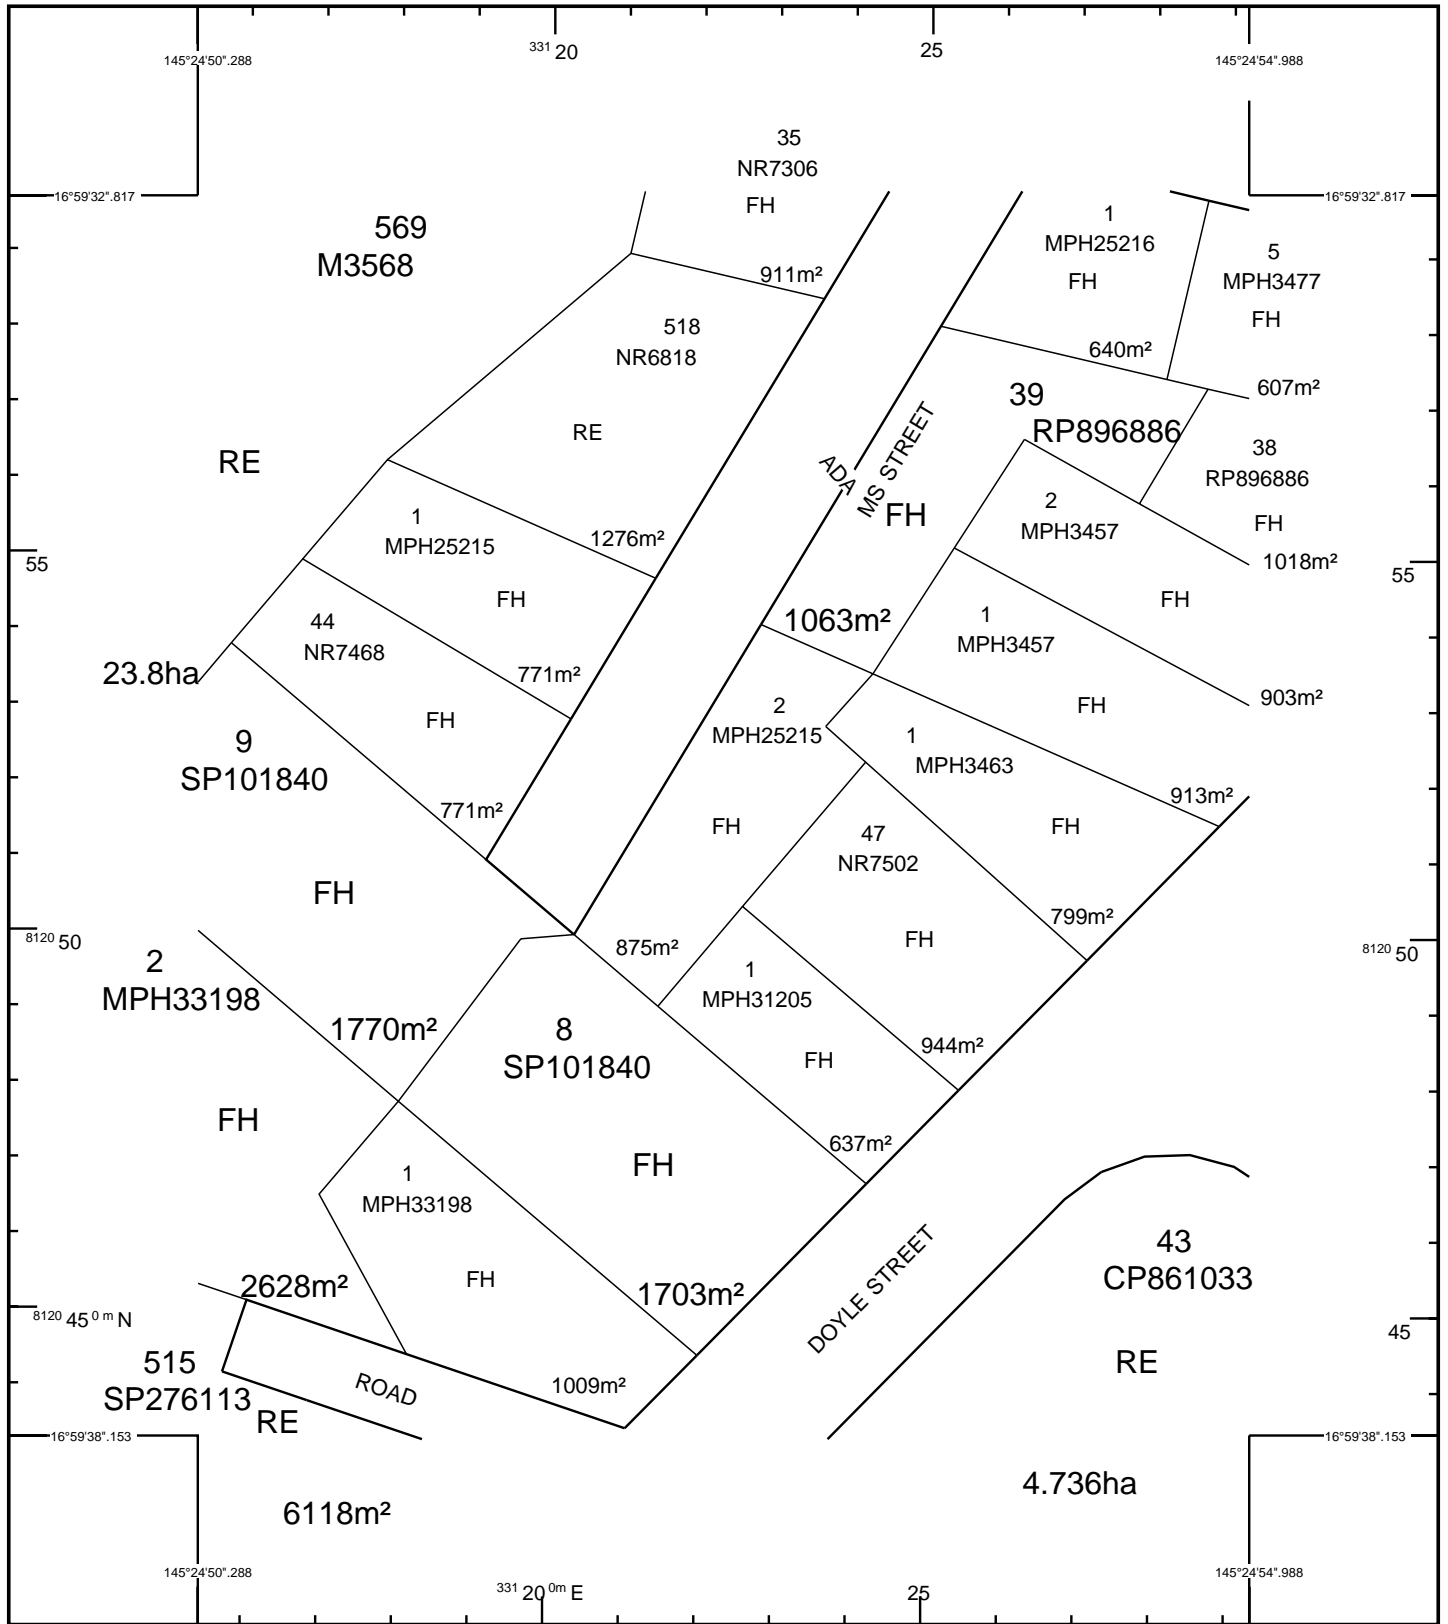 331 20
25
145°24'50".288
145°24'54".988
16°59'32".817
16°59'32".817
35
NR7306
FH
911m²
569
M3568
RE
23.8ha
518
NR6818
RE
1276m²
1
MPH25216
FH
640m²
5
MPH3477
FH
607m²
39
RP896886
FH
1063m²
38
RP896886
FH
1018m²
ADA
MS STREET
1
MPH25215
FH
771m²
2
MPH3457
FH
903m²
55
55
44
NR7468
FH
771m²
1
MPH3457
FH
913m²
2
MPH25215
FH
875m²
1
MPH3463
FH
799m²
9
SP101840
FH
1770m²
47
NR7502
FH
944m²
8120 50
8120 50
2
MPH33198
FH
2628m²
8
SP101840
FH
1703m²
1
MPH31205
FH
637m²
1
MPH33198
FH
1009m²
DOYLE STREET
43
CP861033
RE
4.736ha
8120 45 0 m N
45
515
SP276113
RE
6118m²
ROAD
16°59'38".153
16°59'38".153
145°24'50".288
145°24'54".988
331 20 0m E
25